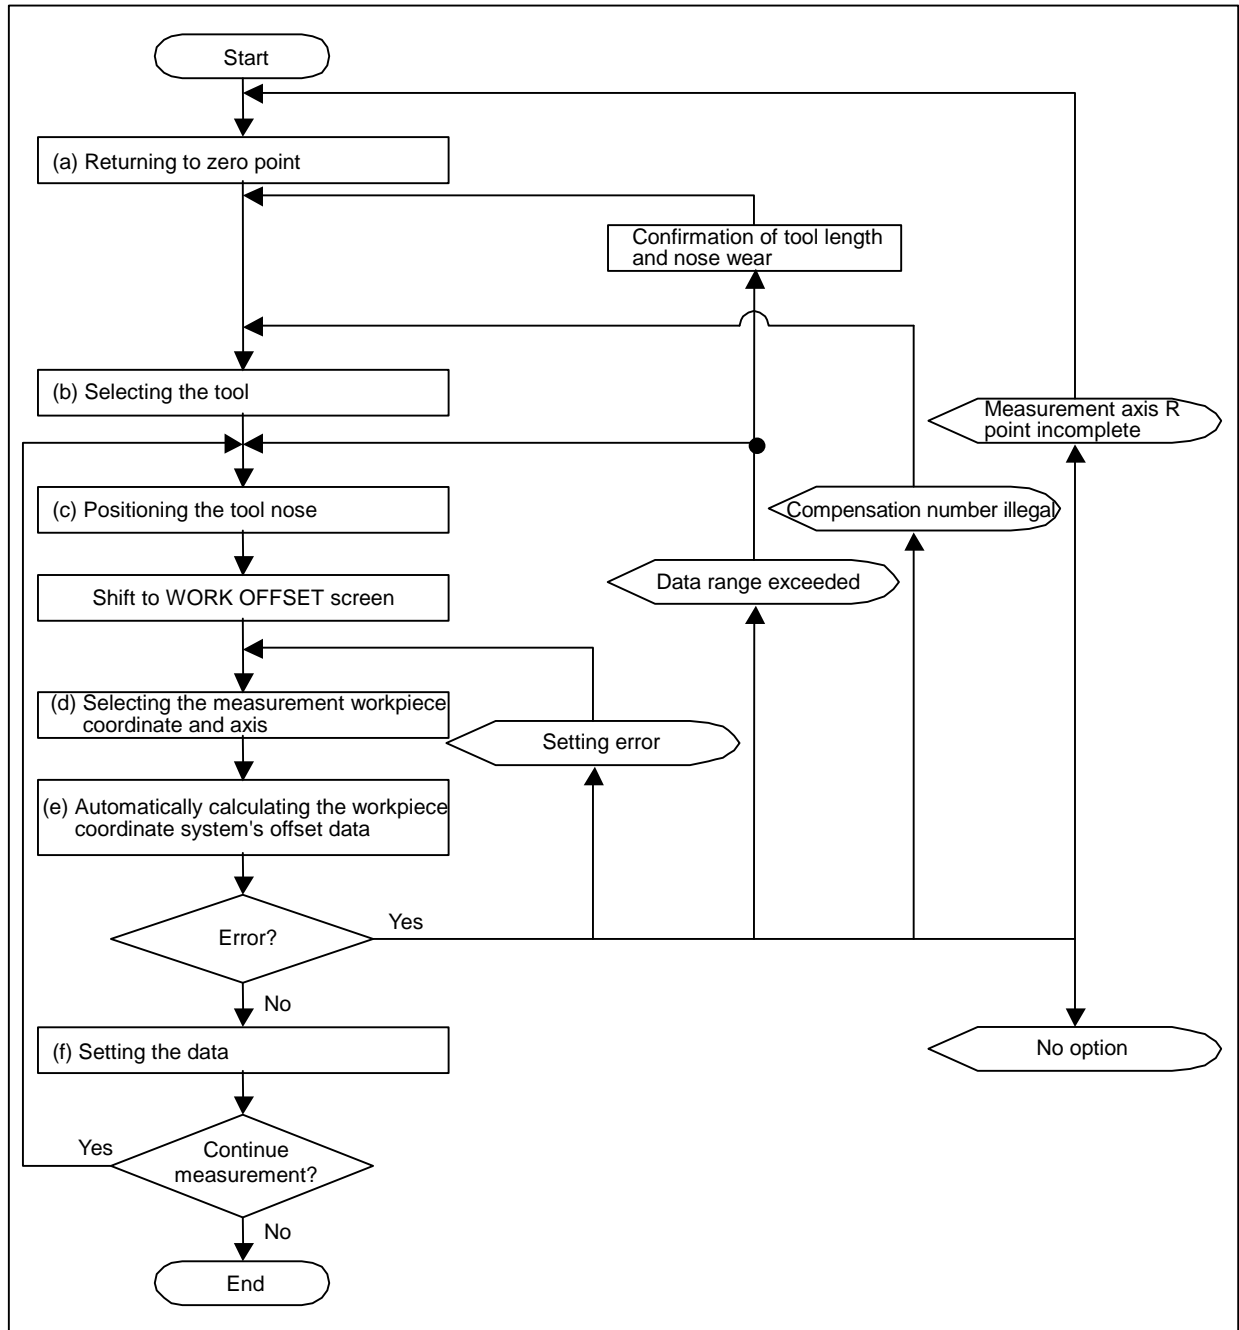 Start
(a) Returning to zero point
Confirmation of tool length
and nose wear
(b) Selecting the tool
Measurement axis R
point incomplete
(c) Positioning the tool nose
Compensation number illegal
Shift to WORK OFFSET screen
Data range exceeded
(d) Selecting the measurement workpiece
coordinate and axis
Setting error
(e) Automatically calculating the workpiece
coordinate system's offset data
Error?
Yes
No
(f) Setting the data
No option
Yes
Continue
measurement?
No
End